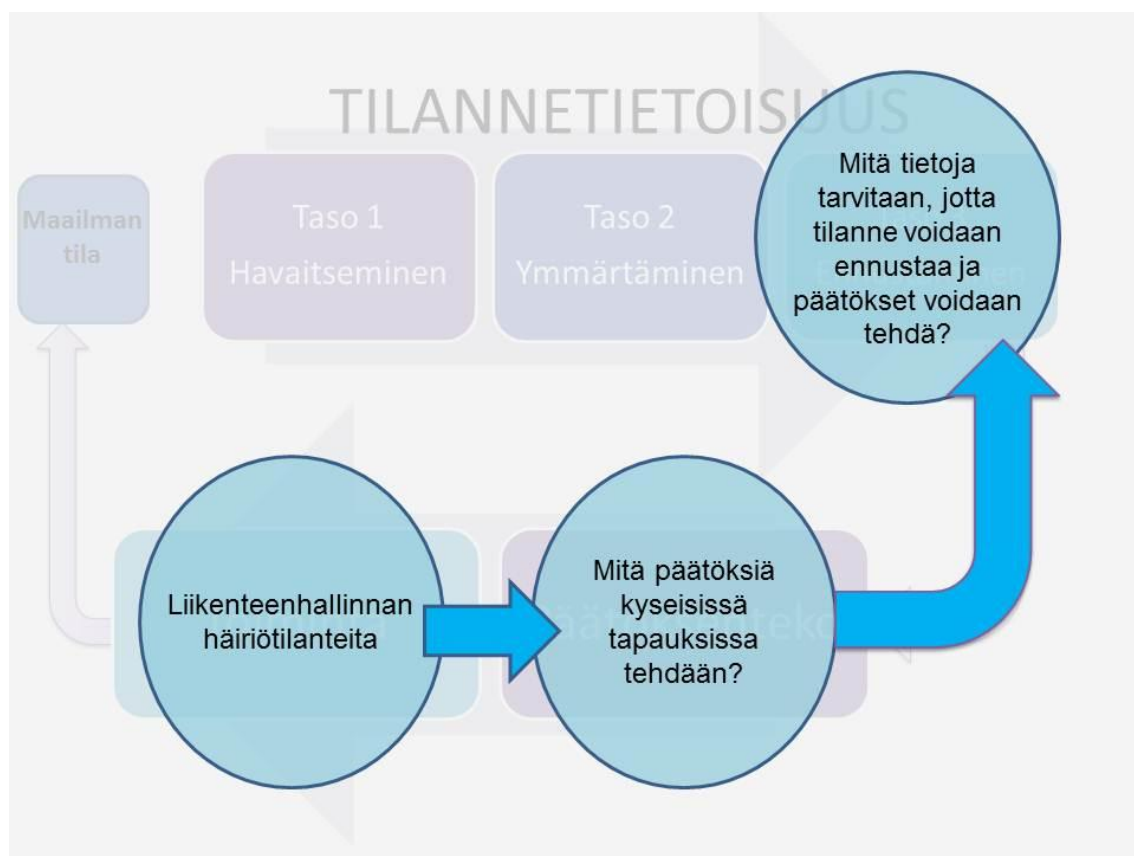 TILANNETIETOISUUS
Maailman
tila
Taso 1
Havaitseminen
Taso 2
Ymmärtäminen
Mitä tietoja
tarvitaan, jotta
tilanne voidaan
ennustaa ja
päätökset voidaan
tehdä?
Liikenteenhallinnan
häiriötilanteita
Mitä päätöksiä
kyseisissä
tapauksissa
tehdään?
Päätöksenteko